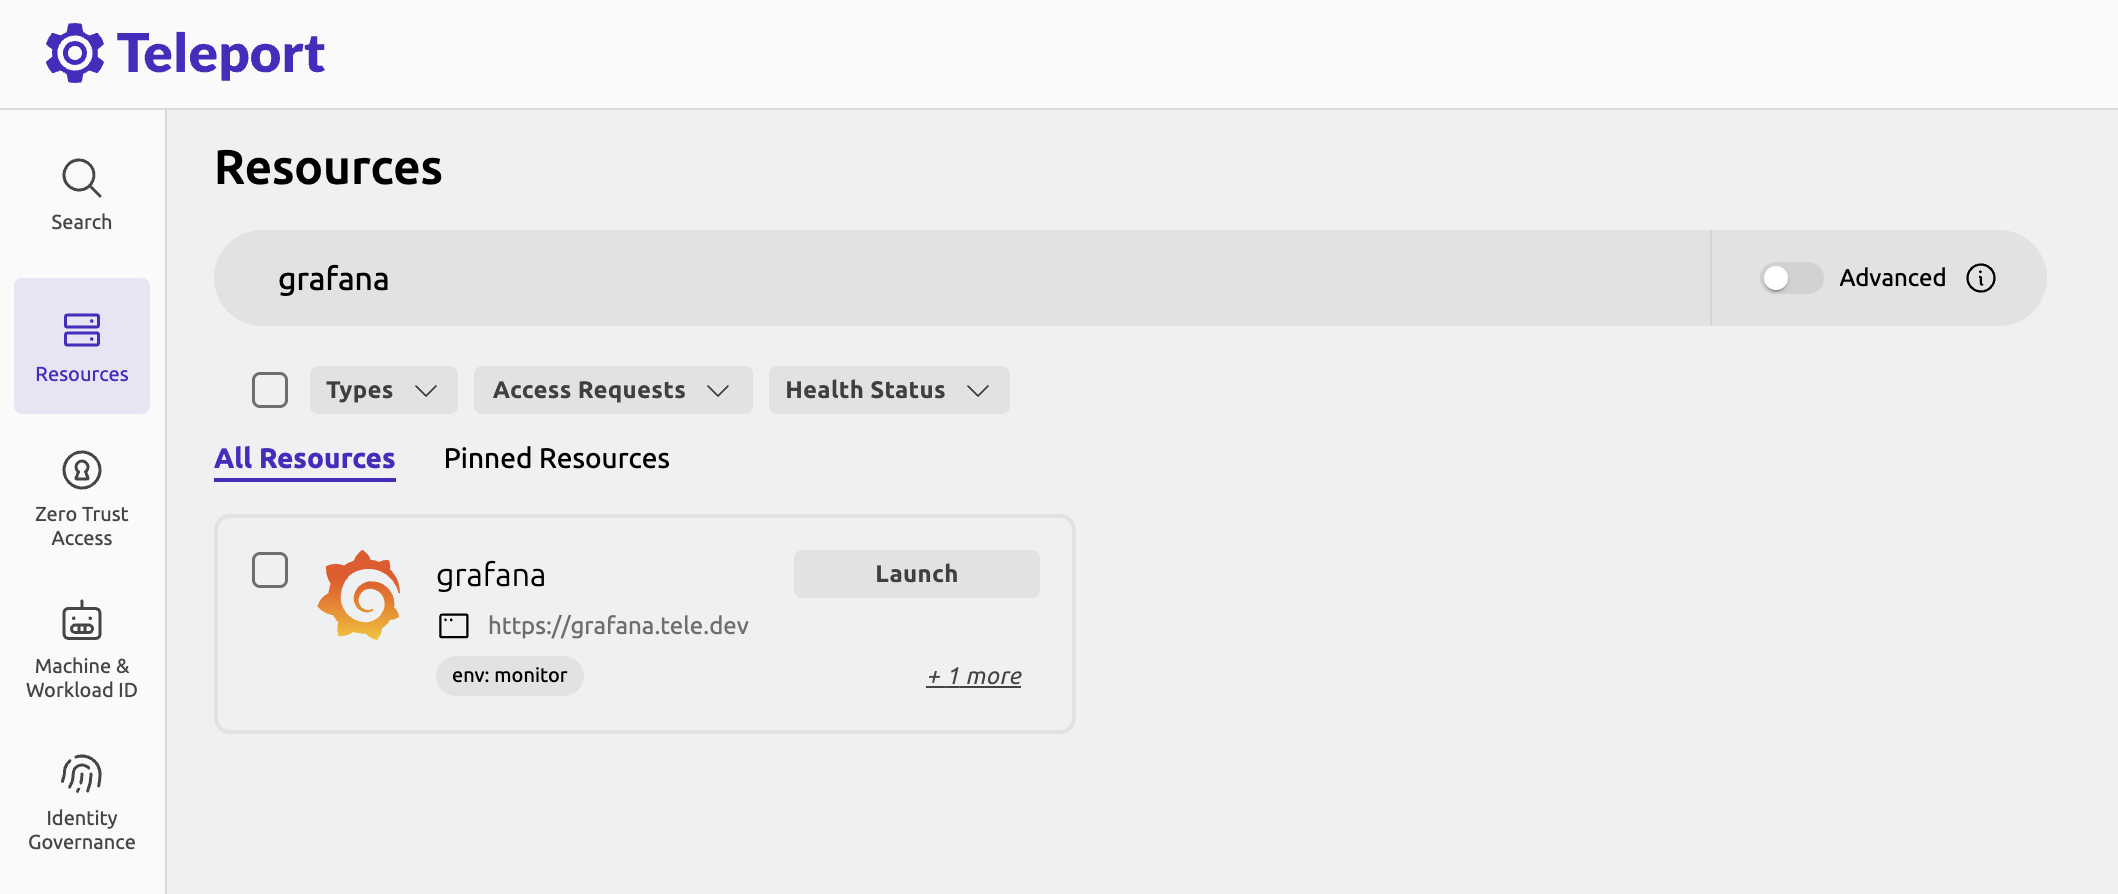 Teleport
Search
Resources
Zero Trust
Access
Machine &
Workload ID
Identity
Governance
Resources
grafana
Advanced
Types
Access Requests
Health Status
All Resources
Pinned Resources
grafana
Launch
https://grafana.tele.dev
env: monitor
+ 1 more